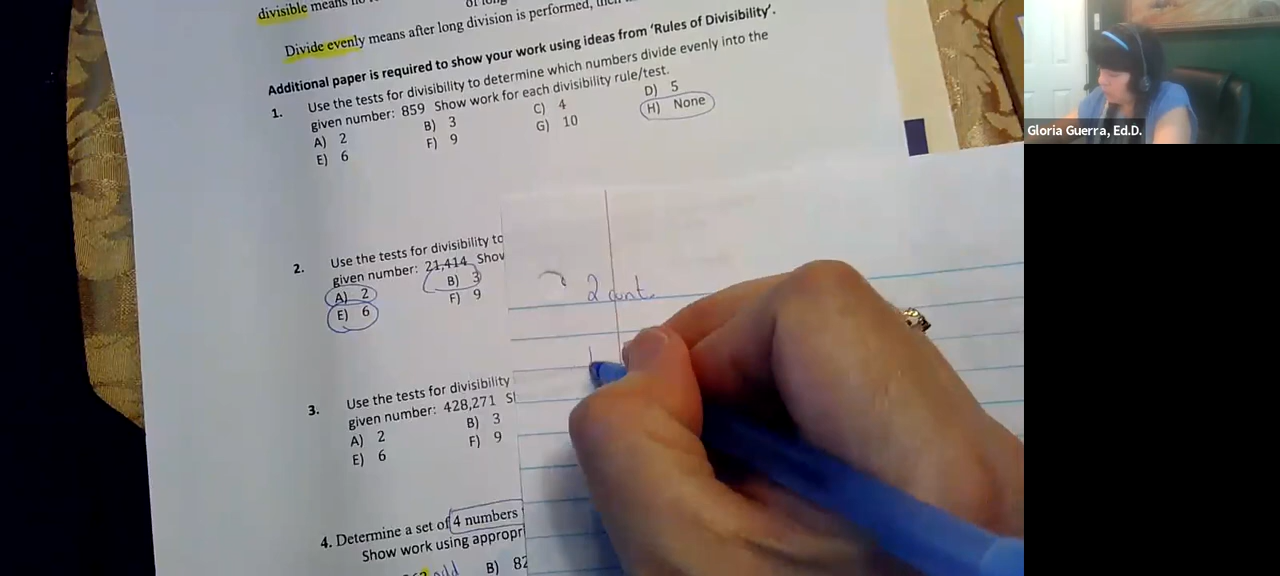 divisible means no
Divide evenly means after long division is performed, then
Additional paper is required to show your work using ideas from 'Rules of Divisibility'.
1. Use the tests for divisibility to determine which numbers divide evenly into the
given number: 859 Show work for each divisibility rule/test.
A) 2 B) 3 C) 4 D) 5
E) 6 F) 9 G) 10 H) None
2. Use the tests for divisibility to
given number: 21,414 Show
A) 2 B) 3
E) 6 F) 9
3. Use the tests for divisibility
given number: 428,271 S
A) 2 B) 3
E) 6 F) 9
4. Determine a set of 4 numbers
Show work using appropr
odd B) 82
2
Gloria Guerra, Ed.D.